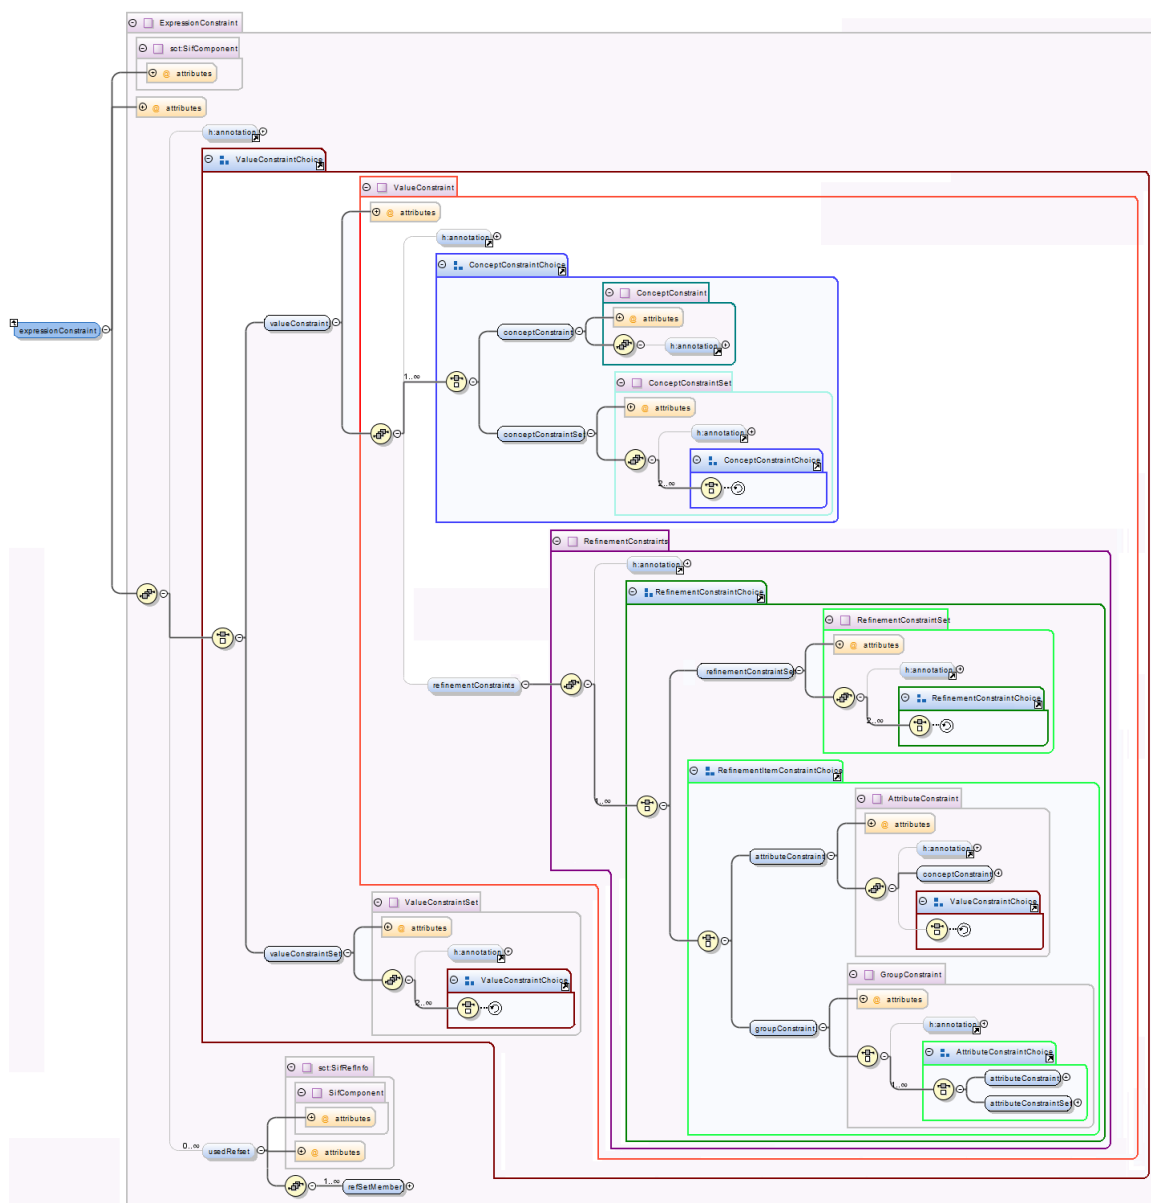 ExpressionConstraint
sct:SifComponent
@ attributes
@ attributes
h:annotation
ValueConstraintChoice
ValueConstraint
@ attributes
h:annotation
ConceptConstraintChoice
ConceptConstraint
@ attributes
conceptConstraint
h:annotation
expressionConstraint
valueConstraint
1..∞
ConceptConstraintSet
@ attributes
conceptConstraintSet
h:annotation
ConceptConstraintChoice
2..∞
RefinementConstraints
h:annotation
RefinementConstraintChoice
RefinementConstraintSet
@ attributes
refinementConstraintSet
h:annotation
refinementConstraints
RefinementConstraintChoice
2..∞
RefinementItemConstraintChoice
1..∞
AttributeConstraint
@ attributes
h:annotation
attributeConstraint
conceptConstraint
ValueConstraintChoice
ValueConstraintSet
@ attributes
valueConstraintSet
h:annotation
ValueConstraintChoice
2..∞
GroupConstraint
@ attributes
groupConstraint
h:annotation
AttributeConstraintChoice
1..∞
attributeConstraint
attributeConstraintSet
sct:SifRefInfo
SifComponent
@ attributes
0..∞
usedRefset
@ attributes
1..∞
refSetMember